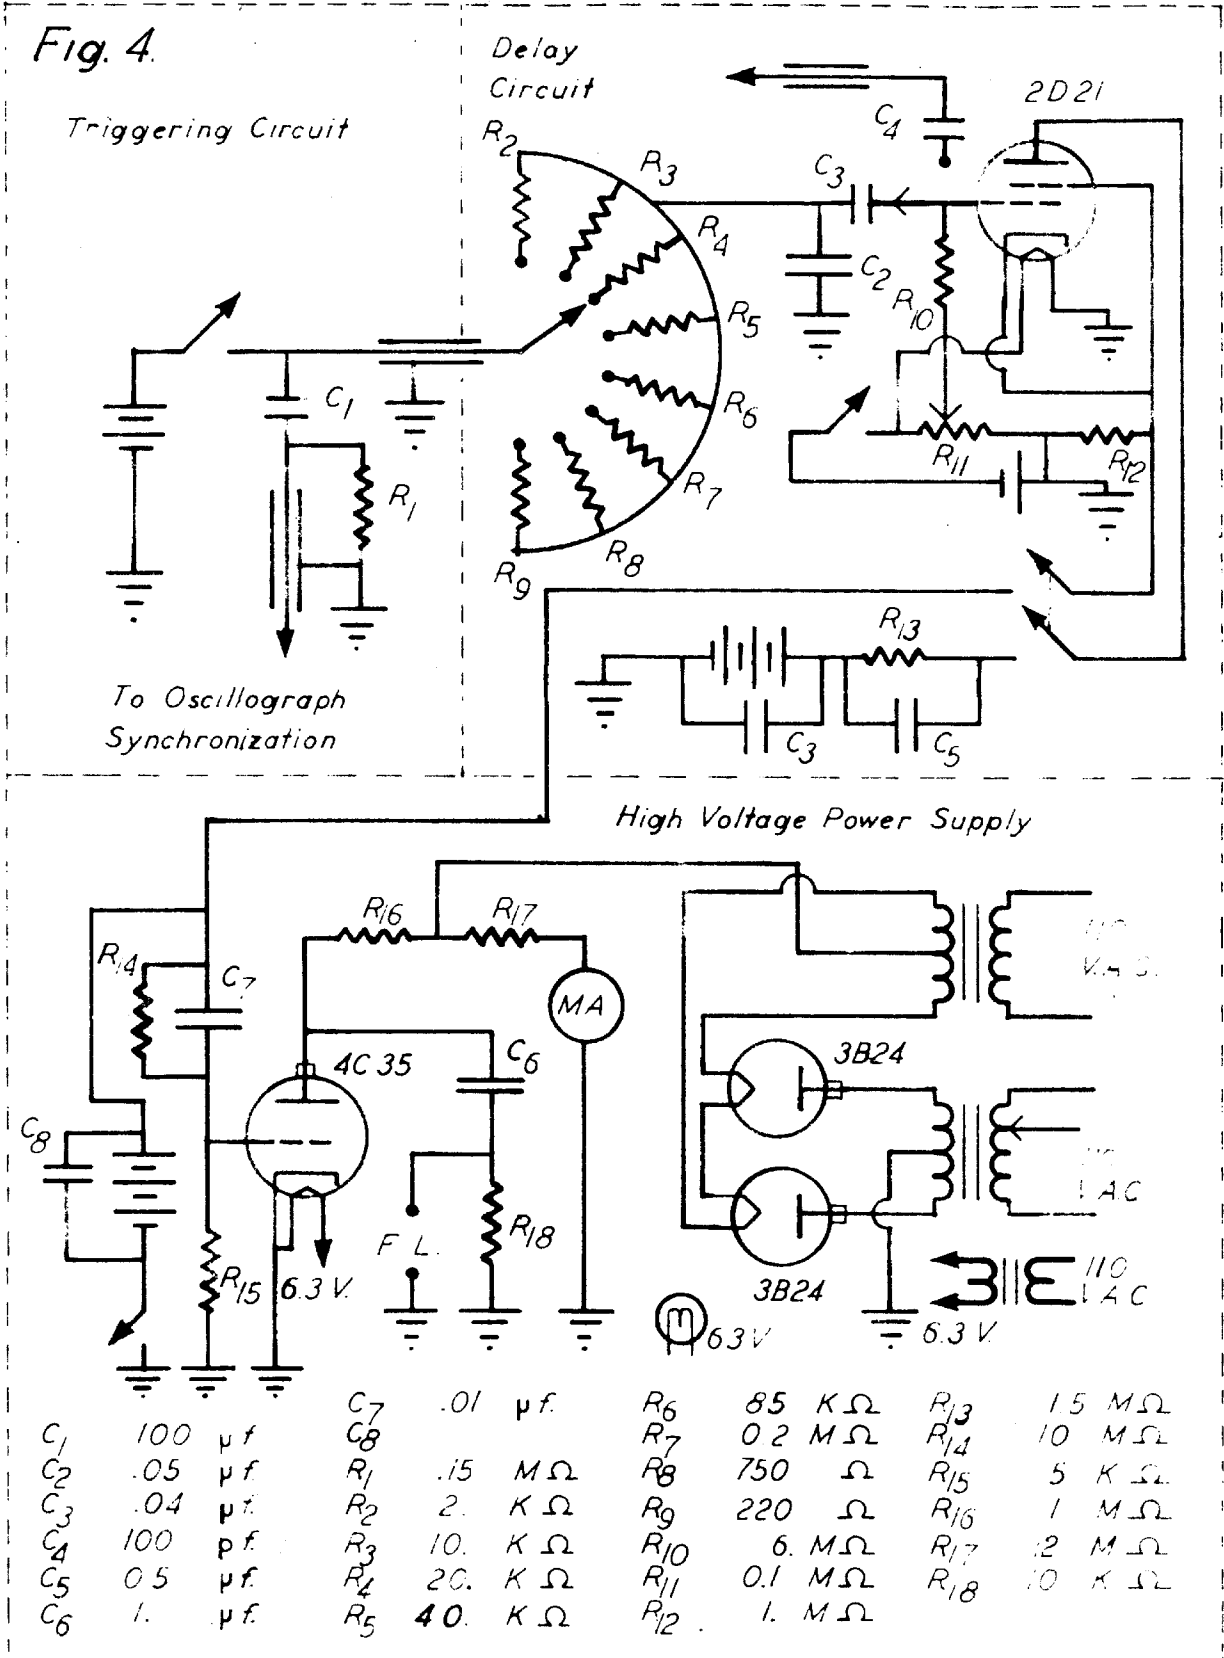 Fig. 4.
Triggering Circuit
Delay
Circuit
2D21
R2
R3
R4
R5
R6
R7
R8
R9
C4
C3
C2
R10
R11
R12
C1
R1
To Oscillograph
Synchronization
R13
C3
C5
High Voltage Power Supply
R16
R17
R14
C7
MA
4C35
C6
C8
R15
6.3 V.
F L.
R18
3B24
3B24
110
V.A.C.
V.A.C
110
V A C
6.3 V.
63 V
C1 100 µf
C2 .05 µf.
C3 .04 µf.
C4 100 pf.
C5 05 µf.
C6 1. µf.
C7 .01 µf.
C8
R1 .15 MΩ
R2 2. KΩ
R3 10. KΩ
R4 20. KΩ
R5 40. KΩ
R6 85 KΩ
R7 0.2 MΩ
R8 750 Ω
R9 220 Ω
R10 6. MΩ
R11 0.1 MΩ
R12 1. MΩ
R13 1.5 MΩ
R14 10 MΩ
R15 5 KΩ
R16 1 MΩ
R17 .2 MΩ
R18 10 KΩ